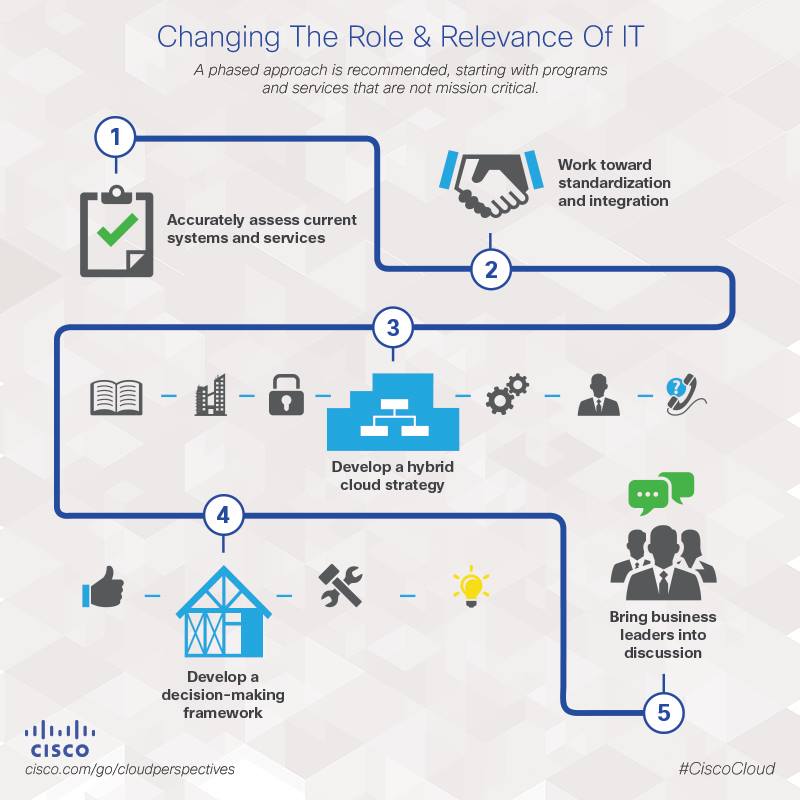 Changing The Role & Relevance Of IT
A phased approach is recommended, starting with programs
and services that are not mission critical.
1
Accurately assess current
systems and services
Work toward
standardization
and integration
2
3
?
Develop a hybrid
cloud strategy
4
Develop a
decision-making
framework
Bring business
leaders into
discussion
5
CISCO
cisco.com/go/cloudperspectives
#CiscoCloud